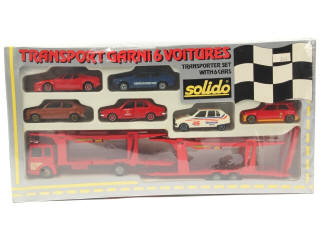 TRANSPORT GARNI 6 VOITURES
TRANSPORTER SET
WITH 6 CARS
solido